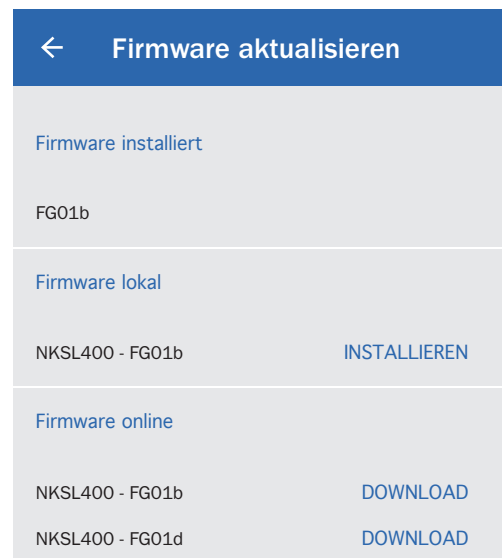 Firmware aktualisieren
Firmware installiert
FG01b
Firmware lokal
NKSL400 - FG01b INSTALLIEREN
Firmware online
NKSL400 - FG01b DOWNLOAD
NKSL400 - FG01d DOWNLOAD